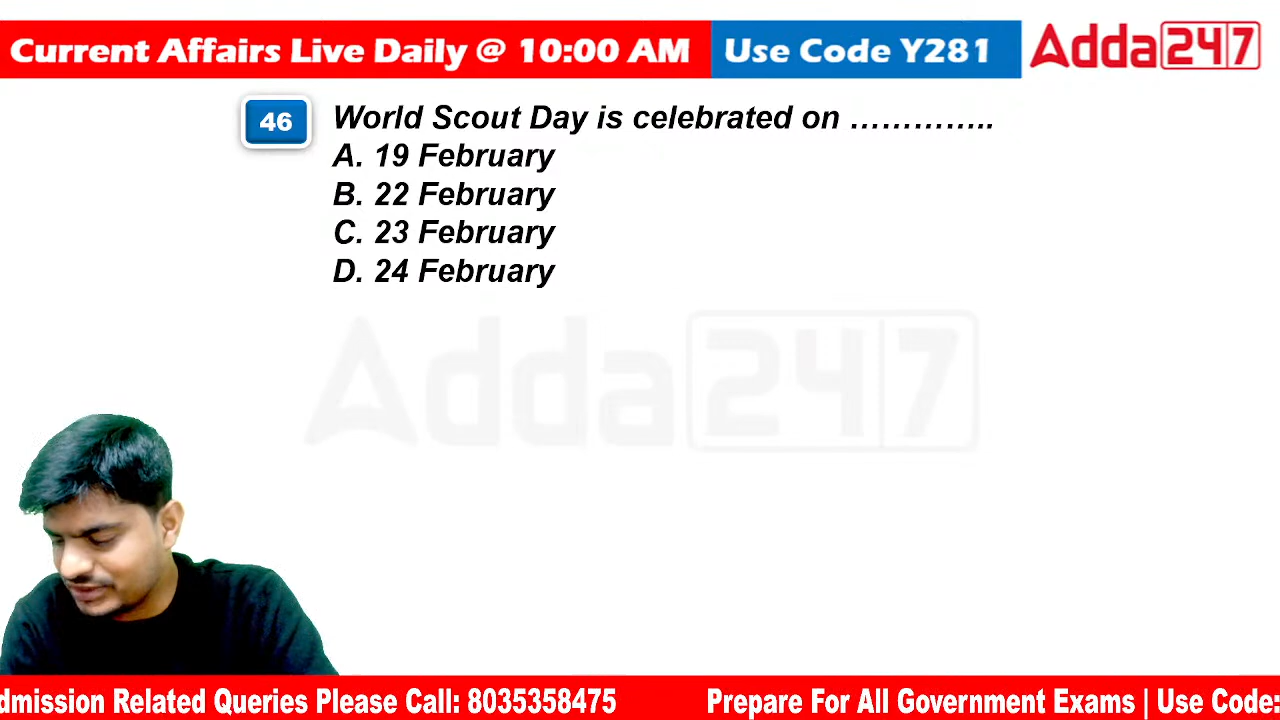 Current Affairs Live Daily @ 10:00 AM Use Code Y281 Adda247
46 World Scout Day is celebrated on …………..
A. 19 February
B. 22 February
C. 23 February
D. 24 February
Adda247
dmission Related Queries Please Call: 8035358475 Prepare For All Government Exams | Use Code: